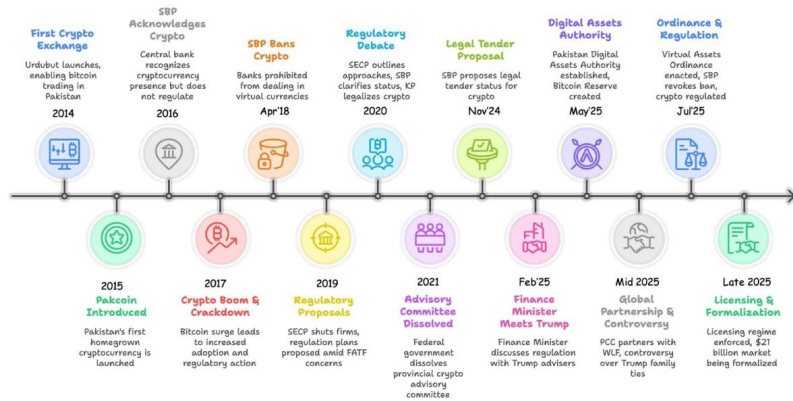 First Crypto
Exchange
Urdubut launches,
enabling bitcoin
trading in
Pakistan
2014
2015
Pakcoin
Introduced
Pakistan's first
homegrown
cryptocurrency is
launched
SBP
Acknowledges
Crypto
Central bank
recognizes
cryptocurrency
presence but does
not regulate
2016
2017
Crypto Boom &
Crackdown
Bitcoin surge leads
to increased
adoption and
regulatory action
SBP Bans
Crypto
Banks prohibited
from dealing in
virtual currencies
Apr'18
2019
Regulatory
Proposals
SECP shuts firms,
regulation plans
proposed amid FATF
concerns
Regulatory
Debate
SECP outlines
approaches, SBP
clarifies status, KP
legalizes crypto
2020
2021
Advisory
Committee
Dissolved
Federal
government
dissolves
provincial crypto
advisory
committee
Legal Tender
Proposal
SBP proposes legal
tender status for
crypto
Nov'24
Feb'25
Finance
Minister
Meets Trump
Finance Minister
discusses regulation
with Trump advisers
Digital Assets
Authority
Pakistan Digital
Assets Authority
established,
Bitcoin Reserve
created
May'25
Mid 2025
Global
Partnership &
Controversy
PCC partners with
WLF, controversy
over Trump family
ties
Ordinance &
Regulation
Virtual Assets
Ordinance
enacted, SBP
revokes ban,
crypto regulated
Jul'25
Late 2025
Licensing &
Formalization
Licensing regime
enforced, $21
billion market
being formalized